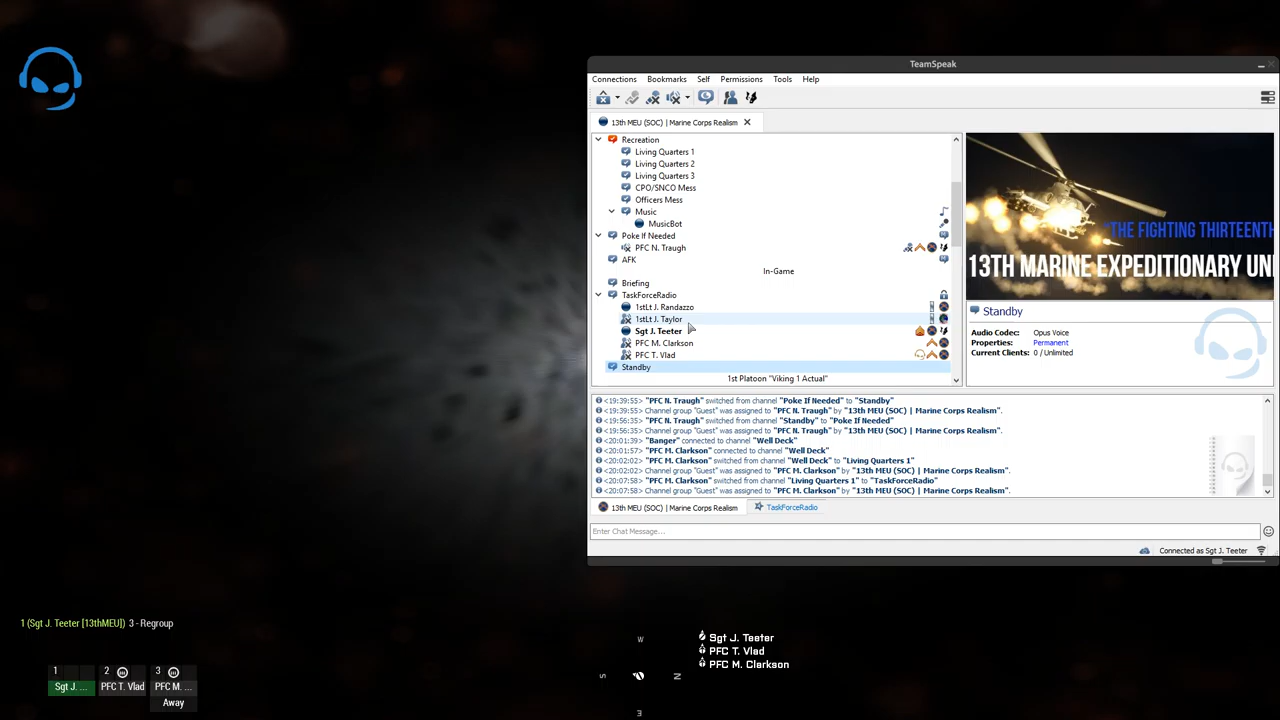 TeamSpeak
Connections Bookmarks Self Permissions Tools Help
13th MEU (SOC) | Marine Corps Realism
Recreation
Living Quarters 1
Living Quarters 2
Living Quarters 3
CPO/SNCO Mess
Officers Mess
Music
MusicBot
Poke If Needed
PFC N. Traugh
AFK
In-Game
Briefing
TaskForceRadio
1stLt J. Randazzo
1stLt J. Taylor
Sgt J. Teeter
PFC M. Clarkson
PFC T. Vlad
Standby
1st Platoon "Viking 1 Actual"
"THE FIGHTING THIRTEENTH
13TH MARINE EXPEDITIONARY UNI
Standby
Audio Codec: Opus Voice
Properties: Permanent
Current Clients: 0 / Unlimited
<19:39:55> "PFC N. Traugh" switched from channel "Poke If Needed" to "Standby"
<19:39:55> Channel group "Guest" was assigned to "PFC N. Traugh" by "13th MEU (SOC) | Marine Corps Realism".
<19:56:35> "PFC N. Traugh" switched from channel "Standby" to "Poke If Needed"
<19:56:35> Channel group "Guest" was assigned to "PFC N. Traugh" by "13th MEU (SOC) | Marine Corps Realism".
<20:01:39> "Banger" connected to channel "Well Deck"
<20:01:57> "PFC M. Clarkson" connected to channel "Well Deck"
<20:02:02> "PFC M. Clarkson" switched from channel "Well Deck" to "Living Quarters 1"
<20:02:02> Channel group "Guest" was assigned to "PFC M. Clarkson" by "13th MEU (SOC) | Marine Corps Realism".
<20:07:58> "PFC M. Clarkson" switched from channel "Living Quarters 1" to "TaskForceRadio"
<20:07:58> Channel group "Guest" was assigned to "PFC M. Clarkson" by "13th MEU (SOC) | Marine Corps Realism".
13th MEU (SOC) | Marine Corps Realism TaskForceRadio
Enter Chat Message...
Connected as Sgt J. Teeter
1 (Sgt J. Teeter [13thMEU]) 3 - Regroup
1 2 3
Sgt J. ... PFC T. Vlad PFC M. ...
Away
W
S N
E
Sgt J. Teeter
PFC T. Vlad
PFC M. Clarkson